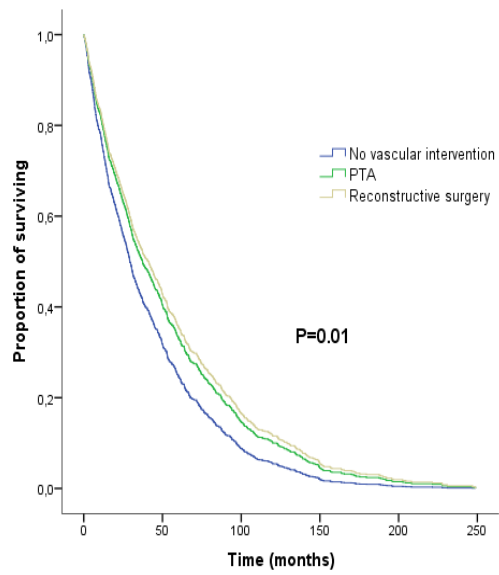 1,0
0,8
0,6
0,4
0,2
0,0
Proportion of surviving
No vascular intervention
PTA
Reconstructive surgery
P=0.01
0 50 100 150 200 250
Time (months)